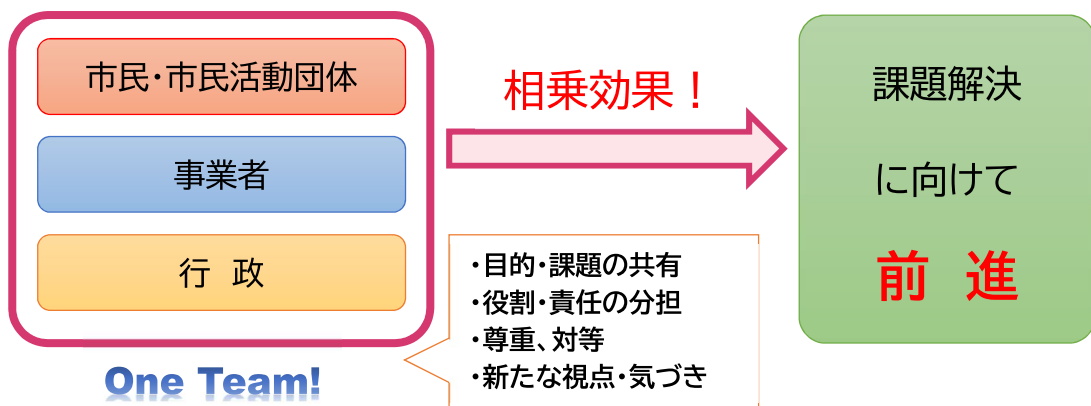 市民・市民活動団体
事業者
行 政
One Team!
相乗効果！
・目的・課題の共有
・役割・責任の分担
・尊重、対等
・新たな視点・気づき
課題解決
に向けて
前 進